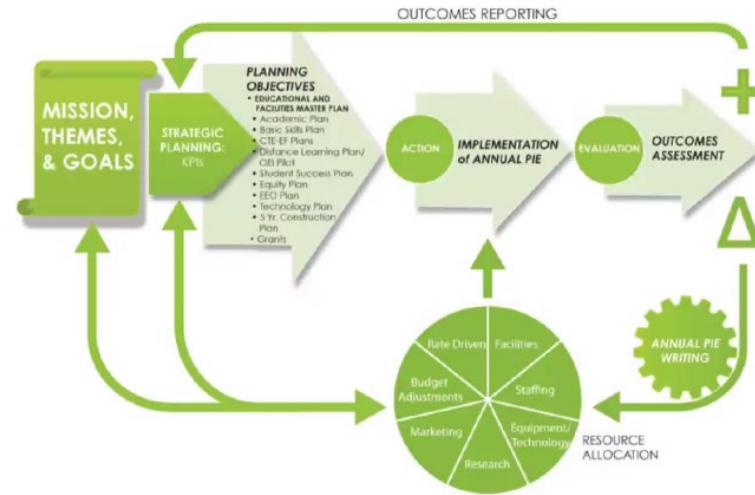 OUTCOMES REPORTING
MISSION,
THEMES,
& GOALS
STRATEGIC
PLANNING:
KPIs
PLANNING
OBJECTIVES
• EDUCATIONAL AND
FACILITIES MASTER PLAN
• Academic Plan
• Basic Skills Plan
• CTE-EF Plans
• Distance Learning Plan/
OEI Pilot
• Student Success Plan
• Equity Plan
• EEO Plan
• Technology Plan
• 5 Yr. Construction
Plan
• Grants
ACTION
IMPLEMENTATION
of ANNUAL PIE
EVALUATION
OUTCOMES
ASSESSMENT
+
Δ
ANNUAL PIE
WRITING
Rate Driven
Facilities
Budget
Adjustments
Staffing
Marketing
Equipment/
Technology
Research
RESOURCE
ALLOCATION